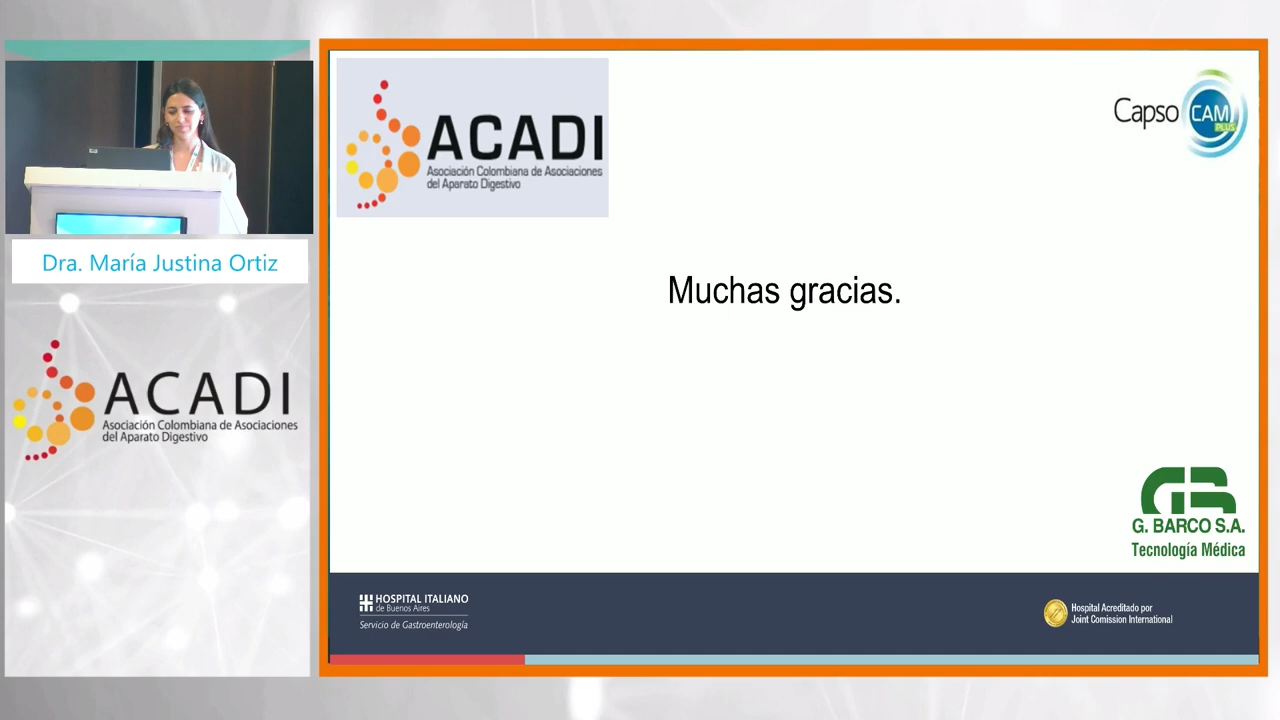 Dra. María Justina Ortiz
ACADI
Asociación Colombiana de Asociaciones
del Aparato Digestivo
ACADI
Asociación Colombiana de Asociaciones
del Aparato Digestivo
Capso CAM
PLUS
Muchas gracias.
GB
G. BARCO S.A.
Tecnología Médica
HOSPITAL ITALIANO
de Buenos Aires
Servicio de Gastroenterología
Hospital Acreditado por
Joint Comission International